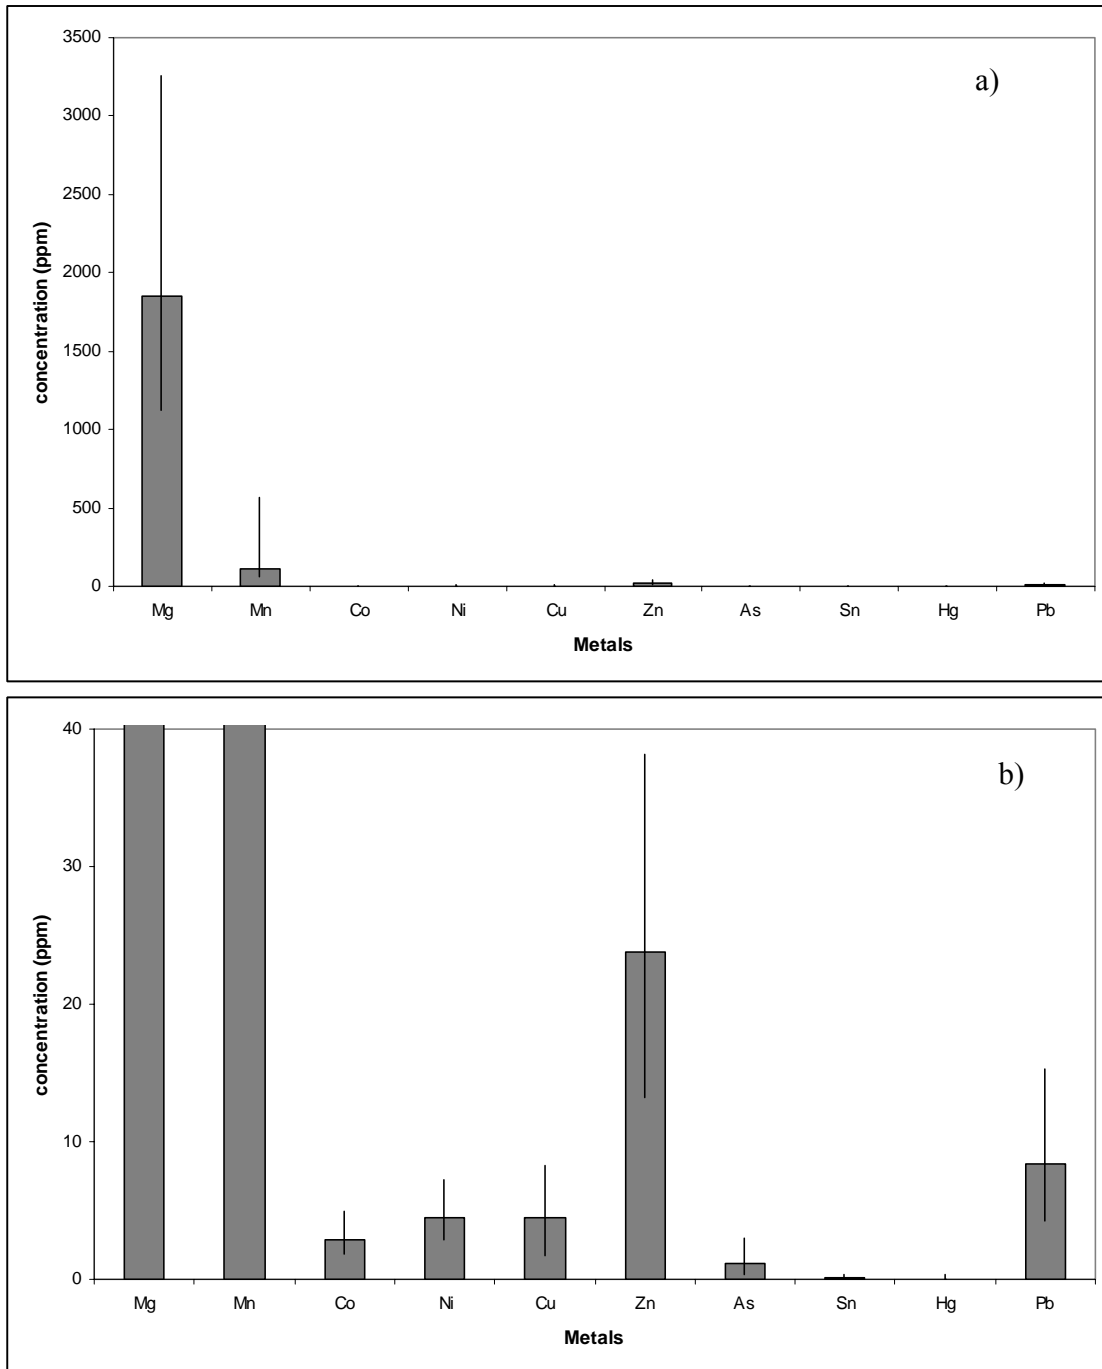 a)
3500
3000
2500
2000
1500
1000
500
0
concentration (ppm)
Mg Mn Co Ni Cu Zn As Sn Hg Pb
Metals
b)
40
30
20
10
0
concentration (ppm)
Mg Mn Co Ni Cu Zn As Sn Hg Pb
Metals